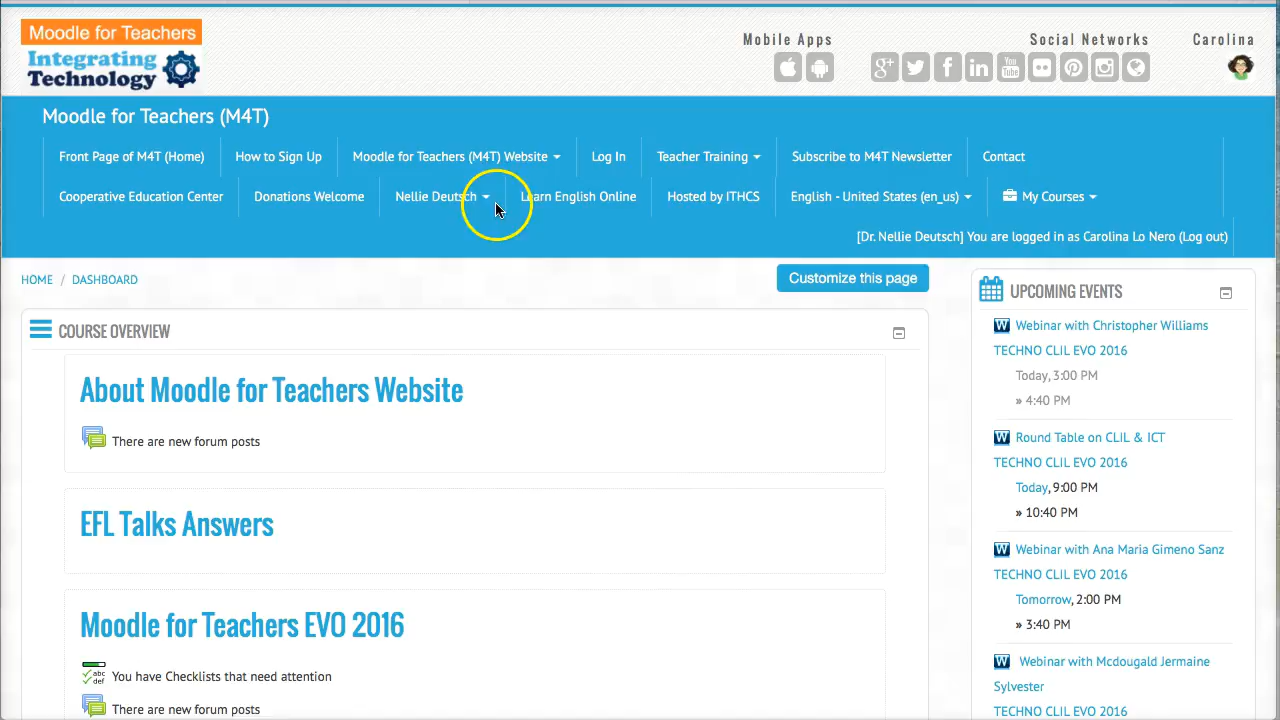 Moodle for Teachers
Integrating
Technology
Mobile Apps
Social Networks
Carolina
You
Tube
Moodle for Teachers (M4T)
Front Page of M4T (Home)
How to Sign Up
Moodle for Teachers (M4T) Website
Log In
Teacher Training
Subscribe to M4T Newsletter
Contact
Cooperative Education Center
Donations Welcome
Nellie Deutsch
Learn English Online
Hosted by ITHCS
English - United States (en_us)
My Courses
[Dr. Nellie Deutsch] You are logged in as Carolina Lo Nero (Log out)
HOME / DASHBOARD
Customize this page
COURSE OVERVIEW
About Moodle for Teachers Website
There are new forum posts
EFL Talks Answers
Moodle for Teachers EVO 2016
abc
def
You have Checklists that need attention
There are new forum posts
UPCOMING EVENTS
W Webinar with Christopher Williams
TECHNO CLIL EVO 2016
Today, 3:00 PM
» 4:40 PM
W Round Table on CLIL & ICT
TECHNO CLIL EVO 2016
Today, 9:00 PM
» 10:40 PM
W Webinar with Ana Maria Gimeno Sanz
TECHNO CLIL EVO 2016
Tomorrow, 2:00 PM
» 3:40 PM
W Webinar with Mcdougald Jermaine
Sylvester
TECHNO CLIL EVO 2016